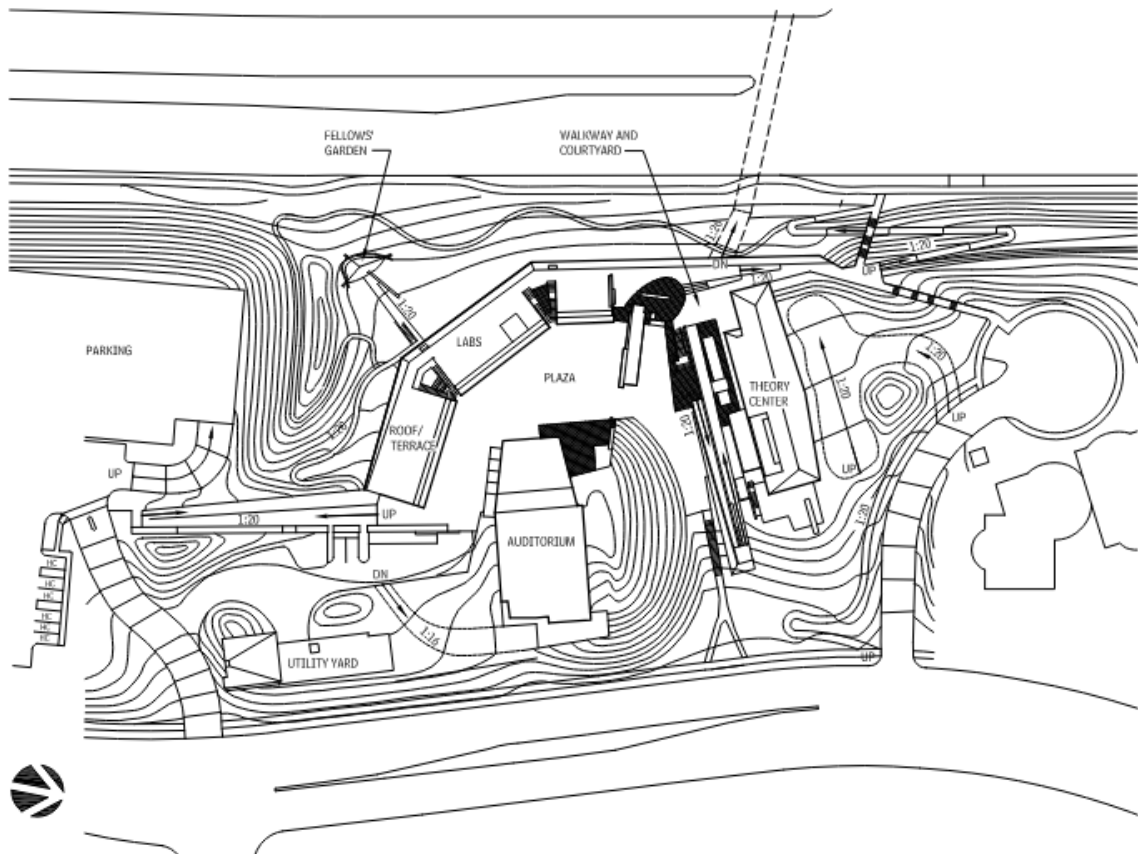 FELLOWS'
GARDEN
WALKWAY AND
COURTYARD
1:20
DN
1:20
UP
1:20
1:20
PARKING
LABS
PLAZA
THEORY
CENTER
1:20
1:20
UP
ROOF/
TERRACE
1:20
1:20
UP
UP
1:20
UP
1:20
AUDITORIUM
HC
HC
HC
HC
HC
HC
DN
1:16
UTILITY YARD
UP